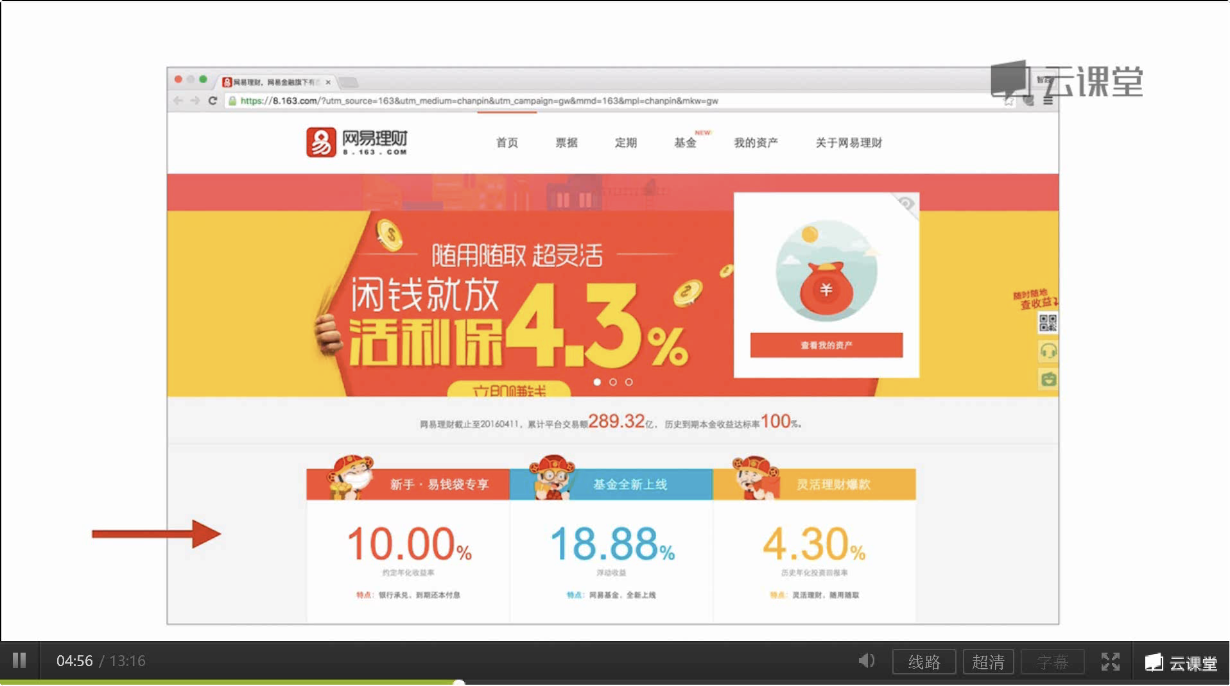 网易理财，网易金融旗下有
云课堂
https://8.163.com/?utm_source=163&utm_medium=chanpin&utm_campaign=gw&mmd=163&mpl=chanpin&mkw=gw
网易理财
8.163.COM
首页 票据 定期 基金 NEW 我的资产 关于网易理财
随用随取 超灵活
闲钱就放
活利保4.3%
立即赚钱
¥
查看我的资产
随时随地
查收益
网易理财截止至20160411，累计平台交易额289.32亿，历史到期本金收益达标率100%。
新手·易钱袋专享 基金全新上线 灵活理财爆款
10.00% 18.88% 4.30%
约定年化收益率 浮动收益 历史年化投资回报率
特点：银行承兑，到期还本付息 特点：网易基金，全新上线 特点：灵活理财，随用随取
04:56 / 13:16 线路 超清 字幕 云课堂